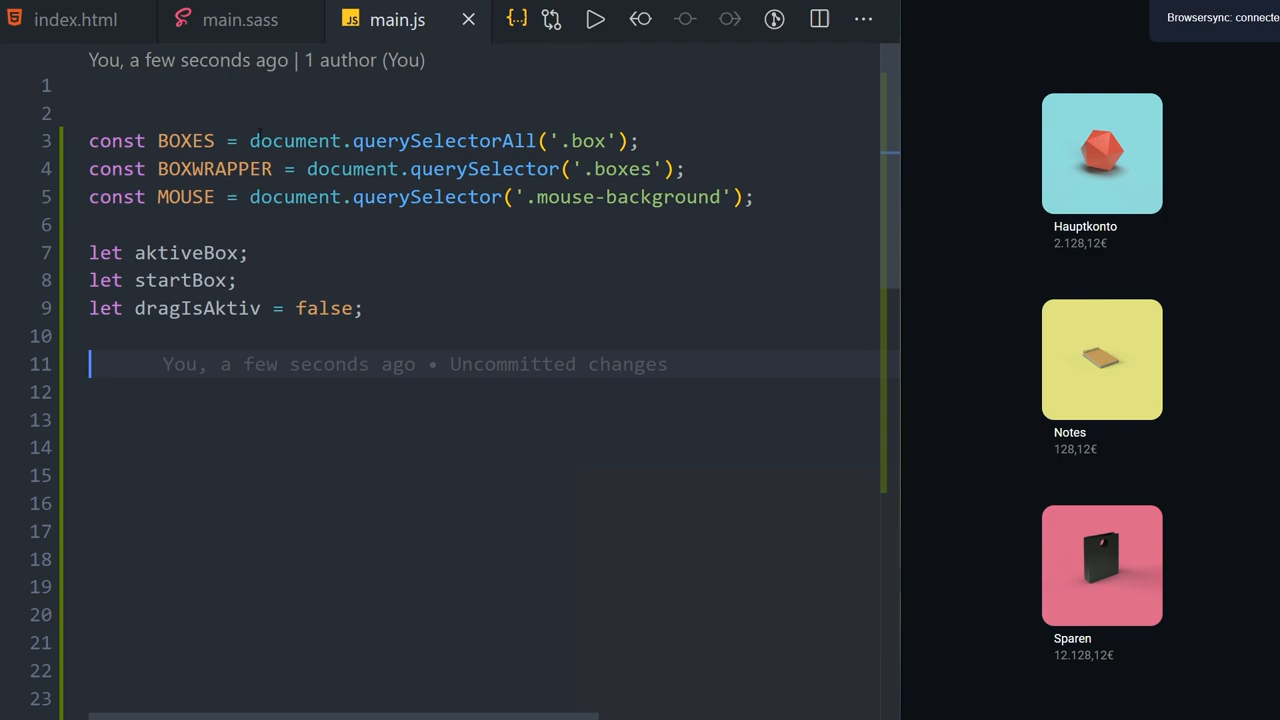 index.html
main.sass
JS main.js
Browsersync: connecte
You, a few seconds ago | 1 author (You)
1
2
3 const BOXES = document.querySelectorAll('.box');
4 const BOXWRAPPER = document.querySelector('.boxes');
5 const MOUSE = document.querySelector('.mouse-background');
6
7 let aktiveBox;
8 let startBox;
9 let dragIsAktiv = false;
10
11 You, a few seconds ago • Uncommitted changes
12
13
14
15
16
17
18
19
20
21
22
23
Hauptkonto
2.128,12€
Notes
128,12€
Sparen
12.128,12€